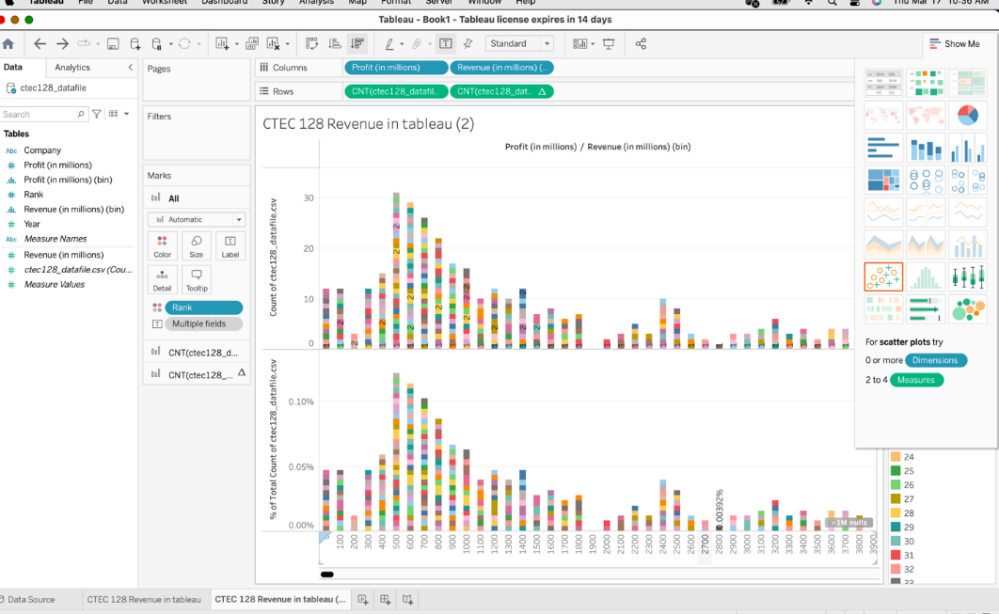 Tableau File Data Worksheet Dashboard Story Analysis Map Format Server Window Help Thu Mar 17 10:36 AM
Tableau - Book1 - Tableau license expires in 14 days
Standard
Show Me
Data Analytics
ctec128_datafile
Search
Tables
Abc Company
Profit (in millions)
Profit (in millions) (bin)
Rank
Revenue (in millions) (bin)
Year
Abc Measure Names
Revenue (in millions)
ctec128_datafile.csv (Cou...
Measure Values
Pages
Filters
Marks
All
Automatic
Color Size Label
Detail Tooltip
Rank
Multiple fields
CNT(ctec128_d...
CNT(ctec128_... Δ
Columns Profit (in millions) Revenue (in millions) (..
Rows CNT(ctec128_datafil.. CNT(ctec128_dat.. Δ
CTEC 128 Revenue in tableau (2)
Profit (in millions) / Revenue (in millions) (bin)
Count of ctec128_datafile.csv
30
20
10
0
% of Total Count of ctec128_datafile.csv
0.10%
0.05%
0.00%
0.00392%
>1M nulls
100 200 300 400 500 600 700 800 900 1000 1100 1200 1300 1400 1500 1600 1700 1800 1900 2000 2100 2200 2300 2400 2500 2600 2700 2800 2900 3000 3100 3200 3300 3400 3500 3600 3700 3800 3900
For scatter plots try
0 or more Dimensions
2 to 4 Measures
24
25
26
27
28
29
30
31
32
33
Data Source CTEC 128 Revenue in tableau CTEC 128 Revenue in tableau (...